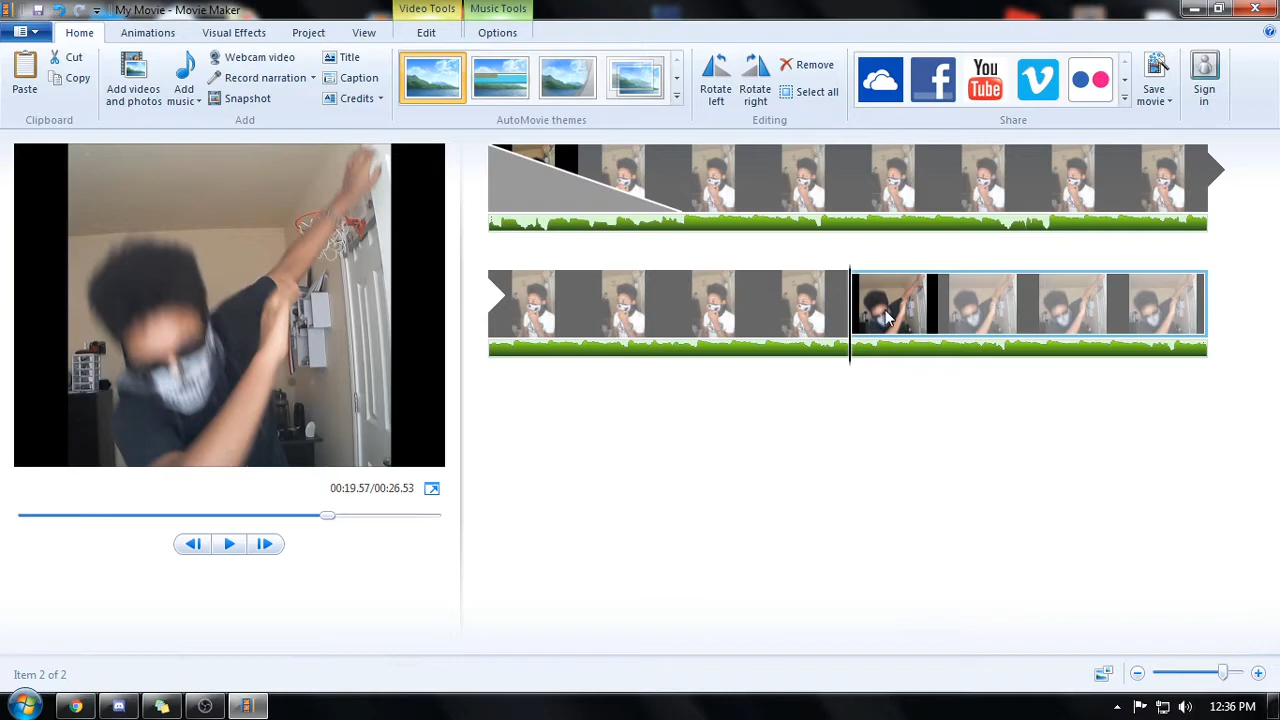 My Movie - Movie Maker
Video Tools
Music Tools
Home
Animations
Visual Effects
Project
View
Edit
Options
Paste
Cut
Copy
Clipboard
Add videos
and photos
Add
music
Webcam video
Record narration
Snapshot
Title
Caption
Credits
Add
AutoMovie themes
Rotate
left
Rotate
right
Remove
Select all
Editing
You
Tube
Share
Save
movie
Sign
in
00:19.57/00:26.53
Item 2 of 2
12:36 PM